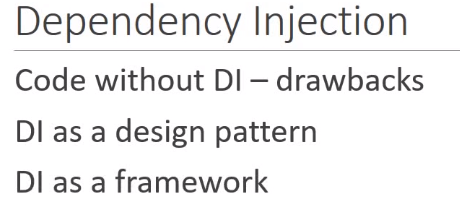 Dependency Injection
Code without DI – drawbacks
DI as a design pattern
DI as a framework